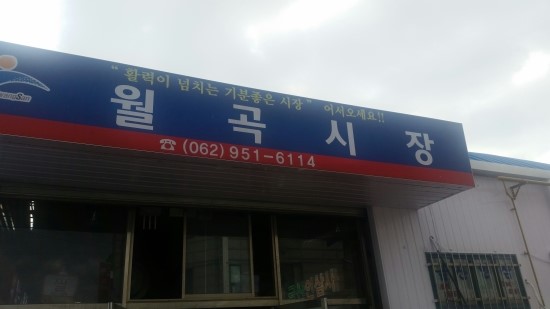 " 활력이 넘치는 기분좋은 시장 " 어서오세요!!
월곡시장
☎ (062) 951-6114